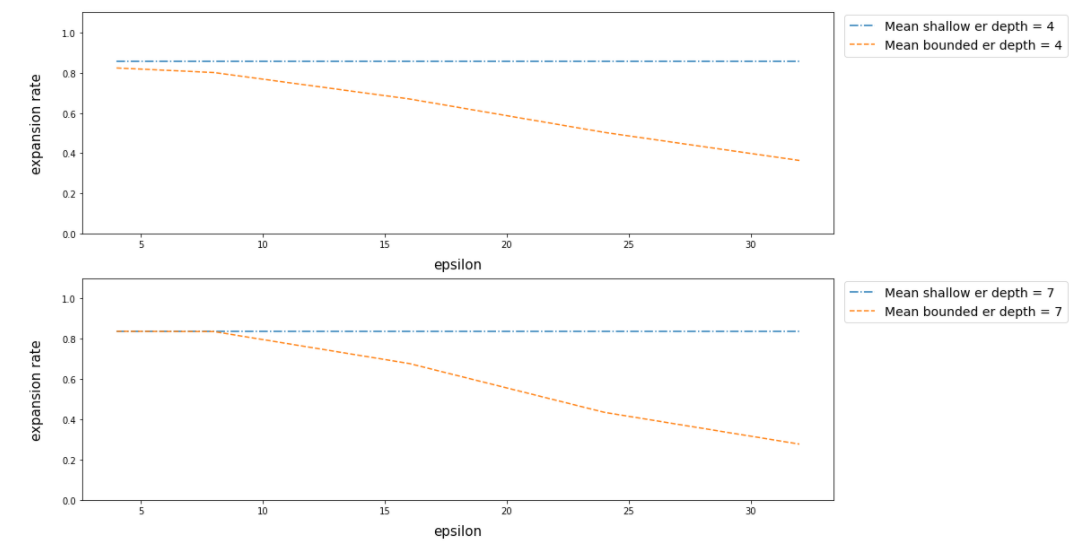 Mean shallow er depth = 4
Mean bounded er depth = 4
expansion rate
1.0
0.8
0.6
0.4
0.2
0.0
5 10 15 20 25 30
epsilon
Mean shallow er depth = 7
Mean bounded er depth = 7
expansion rate
1.0
0.8
0.6
0.4
0.2
0.0
5 10 15 20 25 30
epsilon